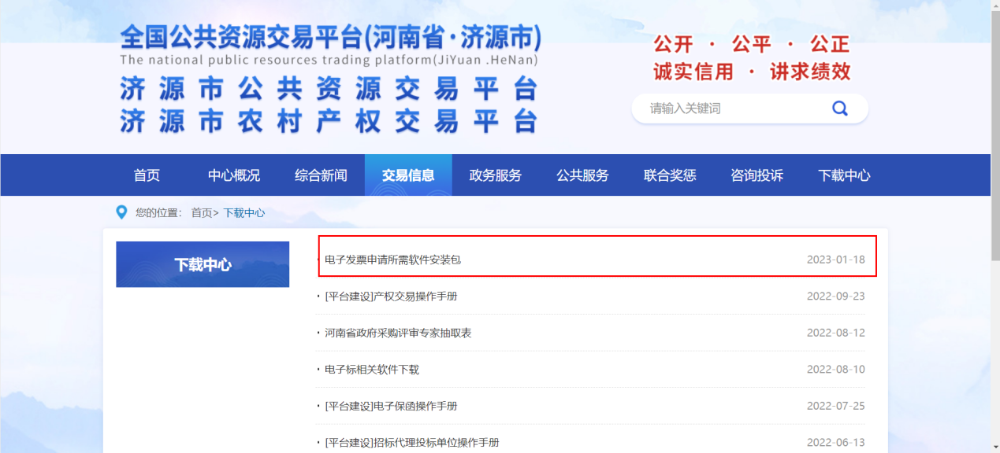 全国公共资源交易平台(河南省·济源市)
The national public resources trading platform(JiYuan .HeNan)
济源市公共资源交易平台
济源市农村产权交易平台
公开 · 公平 · 公正
诚实信用 · 讲求绩效
请输入关键词
首页 中心概况 综合新闻 交易信息 政务服务 公共服务 联合奖惩 咨询投诉 下载中心
您的位置： 首页> 下载中心
下载中心
电子发票申请所需软件安装包 2023-01-18
· [平台建设]产权交易操作手册 2022-09-23
· 河南省政府采购评审专家抽取表 2022-08-12
· 电子标相关软件下载 2022-08-10
· [平台建设]电子保函操作手册 2022-07-25
· [平台建设]招标代理投标单位操作手册 2022-06-13